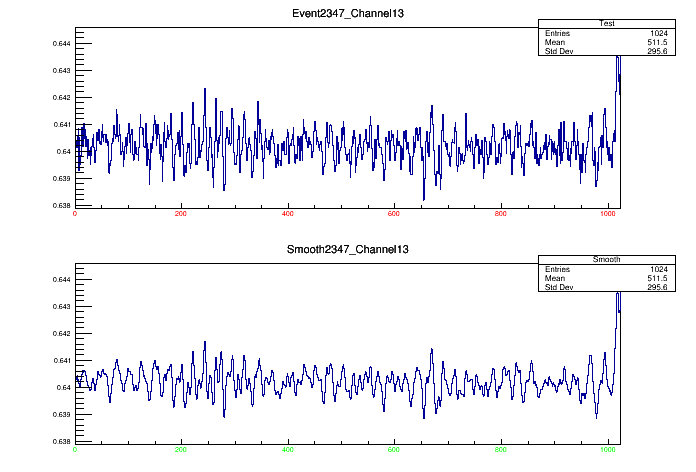 Event2347_Channel13
Test
Entries 1024
Mean 511.5
Std Dev 295.6
0.644
0.643
0.642
0.641
0.64
0.639
0.638
0 200 400 600 800 1000
Smooth2347_Channel13
Smooth
Entries 1024
Mean 511.5
Std Dev 295.6
0.644
0.643
0.642
0.641
0.64
0.639
0.638
0 200 400 600 800 1000